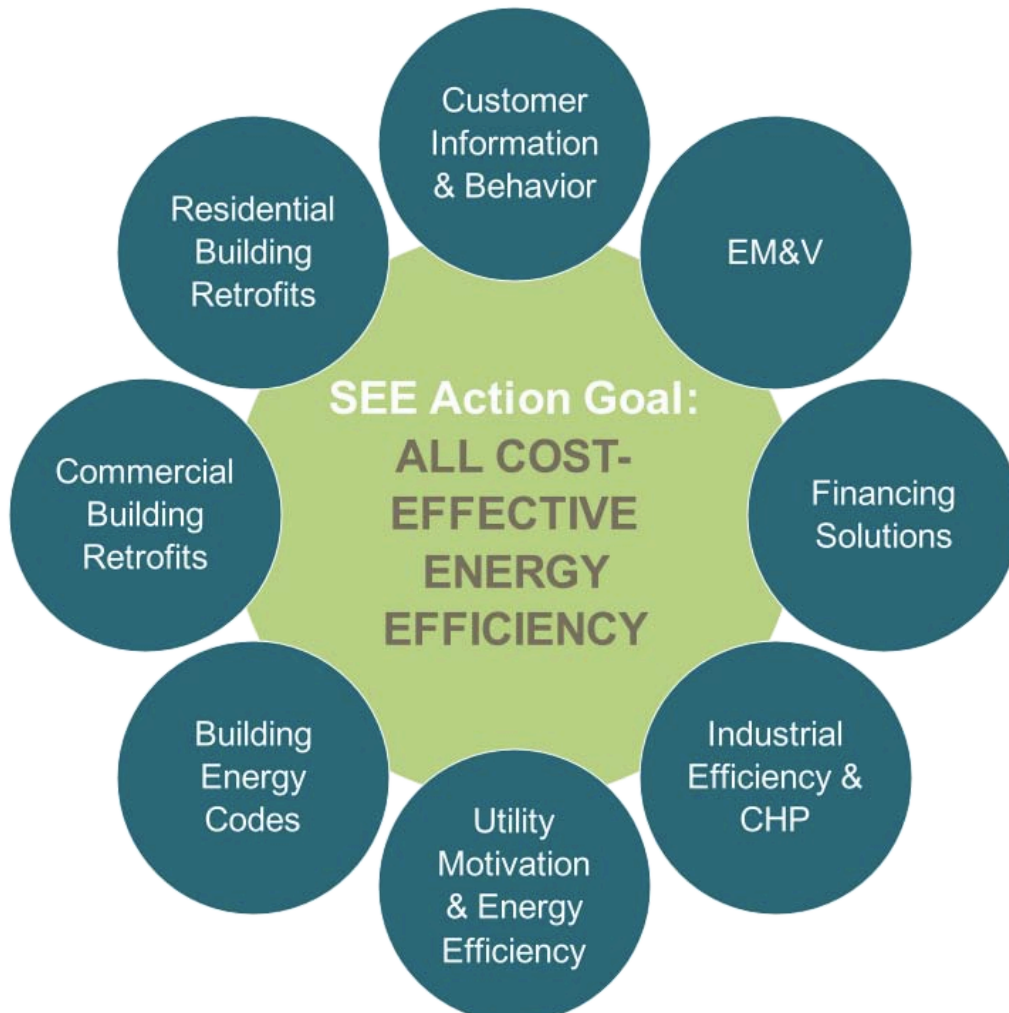 Customer
Information
& Behavior
EM&V
Financing
Solutions
Industrial
Efficiency &
CHP
Utility
Motivation
& Energy
Efficiency
Building
Energy
Codes
Commercial
Building
Retrofits
Residential
Building
Retrofits
SEE Action Goal:
ALL COST-
EFFECTIVE
ENERGY
EFFICIENCY